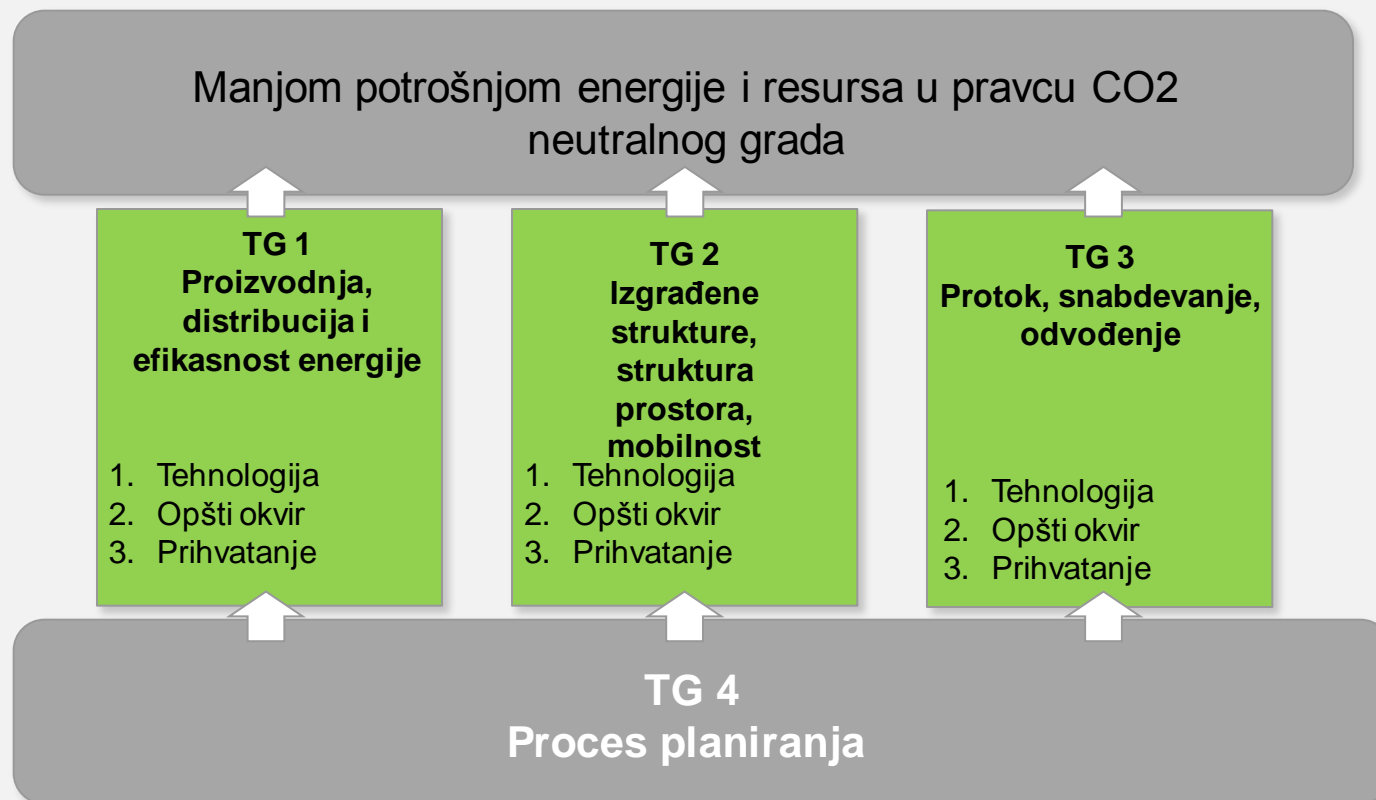 Manjom potrošnjom energije i resursa u pravcu CO2
neutralnog grada
TG 1
Proizvodnja,
distribucija i
efikasnost energije
1. Tehnologija
2. Opšti okvir
3. Prihvatanje
TG 2
Izgrađene
strukture,
struktura
prostora,
mobilnost
1. Tehnologija
2. Opšti okvir
3. Prihvatanje
TG 3
Protok, snabdevanje,
odvođenje
1. Tehnologija
2. Opšti okvir
3. Prihvatanje
TG 4
Proces planiranja